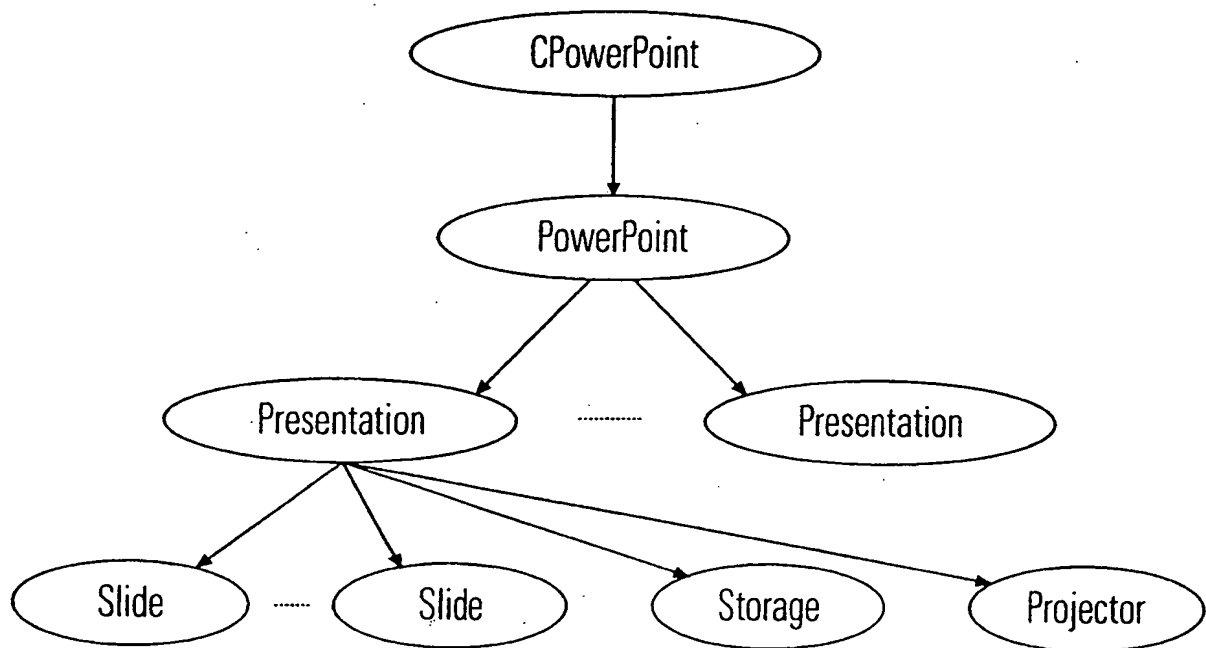 CPowerPoint
PowerPoint
Presentation ......... Presentation
Slide ...... Slide Storage Projector